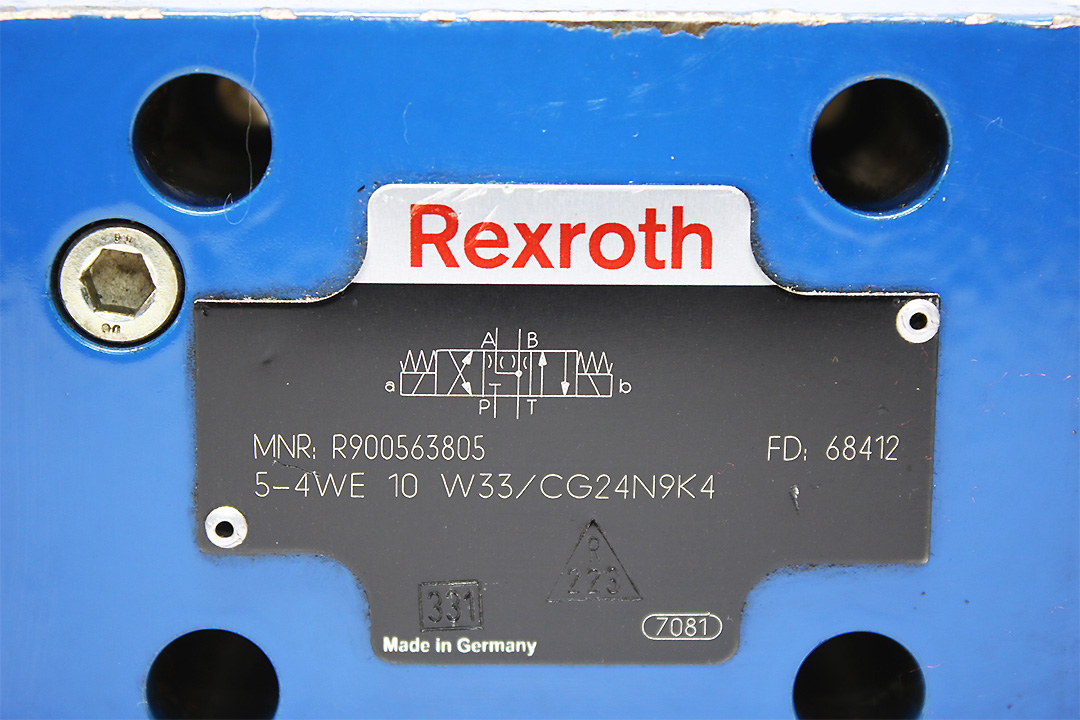 Rexroth
A B
a b
P T
MNR: R900563805 FD: 68412
5-4WE 10 W33/CG24N9K4
P
223
331
7081
Made in Germany